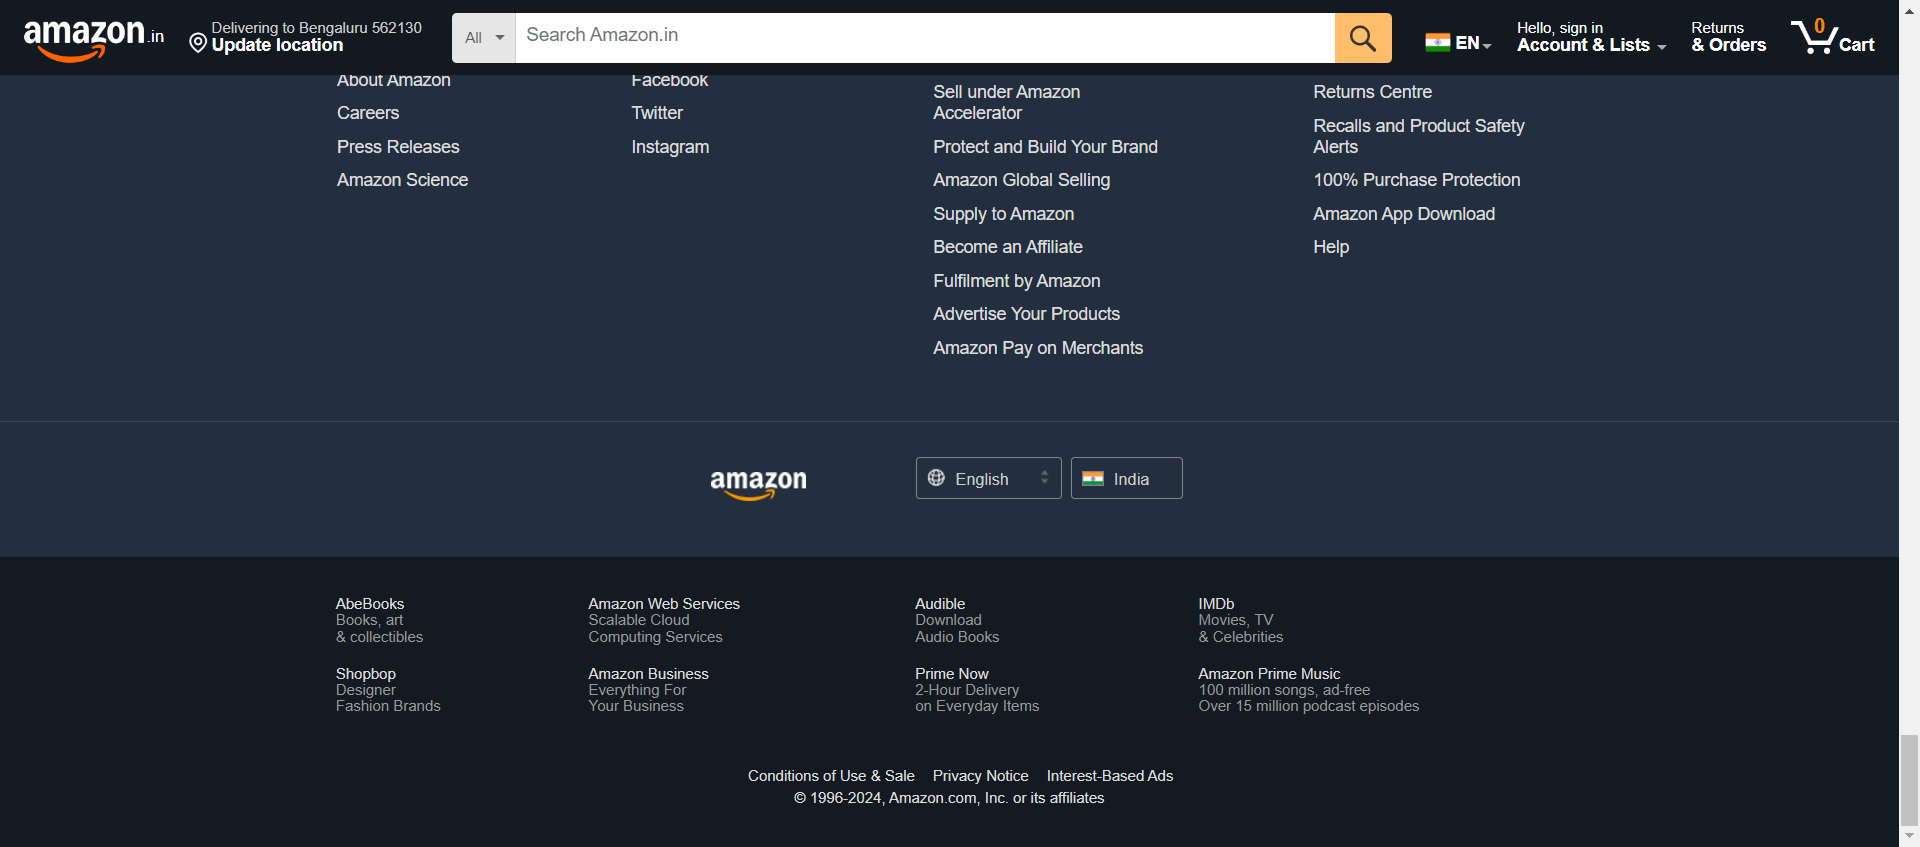 amazon.in
Delivering to Bengaluru 562130
Update location
All
Search Amazon.in
EN
Hello, sign in
Account & Lists
Returns
& Orders
0
Cart
About Amazon
Careers
Press Releases
Amazon Science
Facebook
Twitter
Instagram
Sell under Amazon
Accelerator
Protect and Build Your Brand
Amazon Global Selling
Supply to Amazon
Become an Affiliate
Fulfilment by Amazon
Advertise Your Products
Amazon Pay on Merchants
Returns Centre
Recalls and Product Safety
Alerts
100% Purchase Protection
Amazon App Download
Help
amazon
English
India
AbeBooks
Books, art
& collectibles
Amazon Web Services
Scalable Cloud
Computing Services
Audible
Download
Audio Books
IMDb
Movies, TV
& Celebrities
Shopbop
Designer
Fashion Brands
Amazon Business
Everything For
Your Business
Prime Now
2-Hour Delivery
on Everyday Items
Amazon Prime Music
100 million songs, ad-free
Over 15 million podcast episodes
Conditions of Use & Sale Privacy Notice Interest-Based Ads
© 1996-2024, Amazon.com, Inc. or its affiliates